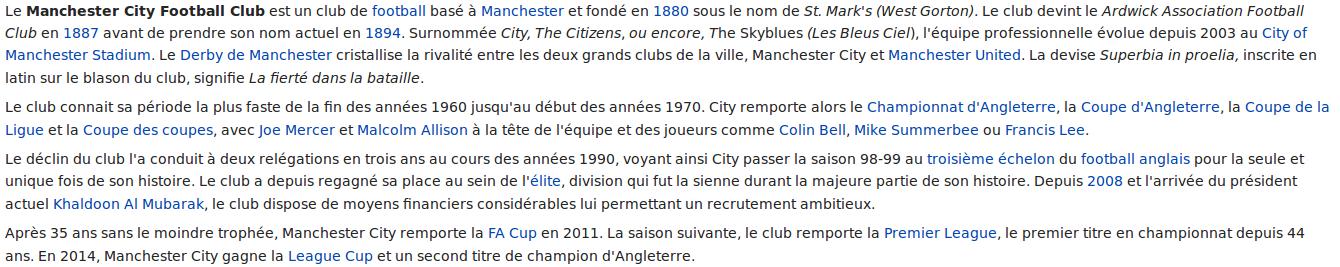 Le Manchester City Football Club est un club de football basé à Manchester et fondé en 1880 sous le nom de St. Mark's (West Gorton). Le club devint le Ardwick Association Football
Club en 1887 avant de prendre son nom actuel en 1894. Surnommée City, The Citizens, ou encore, The Skyblues (Les Bleus Ciel), l'équipe professionnelle évolue depuis 2003 au City of
Manchester Stadium. Le Derby de Manchester cristallise la rivalité entre les deux grands clubs de la ville, Manchester City et Manchester United. La devise Superbia in proelia, inscrite en
latin sur le blason du club, signifie La fierté dans la bataille.
Le club connait sa période la plus faste de la fin des années 1960 jusqu'au début des années 1970. City remporte alors le Championnat d'Angleterre, la Coupe d'Angleterre, la Coupe de la
Ligue et la Coupe des coupes, avec Joe Mercer et Malcolm Allison à la tête de l'équipe et des joueurs comme Colin Bell, Mike Summerbee ou Francis Lee.
Le déclin du club l'a conduit à deux relégations en trois ans au cours des années 1990, voyant ainsi City passer la saison 98-99 au troisième échelon du football anglais pour la seule et
unique fois de son histoire. Le club a depuis regagné sa place au sein de l'élite, division qui fut la sienne durant la majeure partie de son histoire. Depuis 2008 et l'arrivée du président
actuel Khaldoon Al Mubarak, le club dispose de moyens financiers considérables lui permettant un recrutement ambitieux.
Après 35 ans sans le moindre trophée, Manchester City remporte la FA Cup en 2011. La saison suivante, le club remporte la Premier League, le premier titre en championnat depuis 44
ans. En 2014, Manchester City gagne la League Cup et un second titre de champion d'Angleterre.